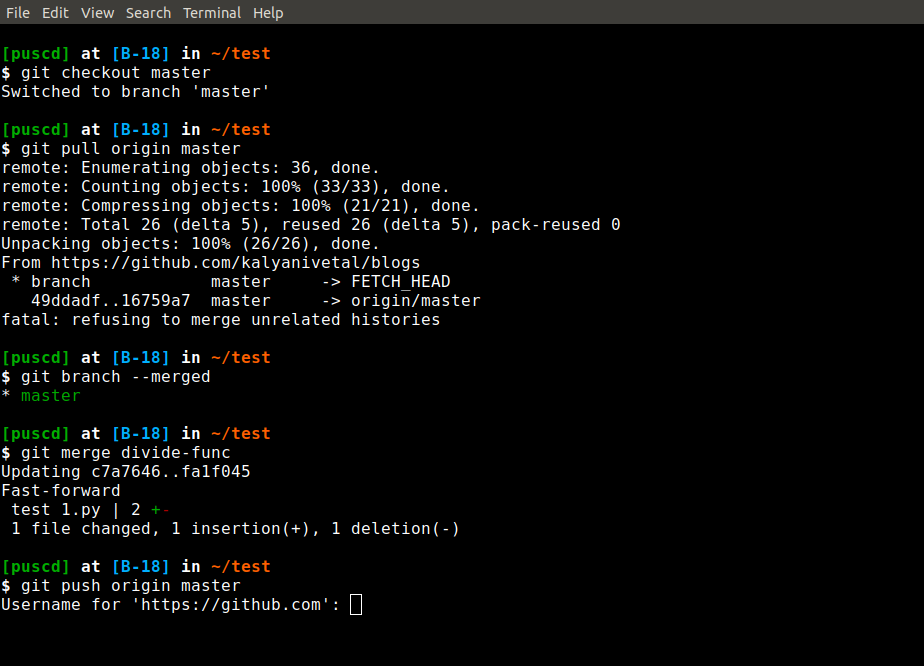 File Edit View Search Terminal Help
[puscd] at [B-18] in ~/test
$ git checkout master
Switched to branch 'master'
[puscd] at [B-18] in ~/test
$ git pull origin master
remote: Enumerating objects: 36, done.
remote: Counting objects: 100% (33/33), done.
remote: Compressing objects: 100% (21/21), done.
remote: Total 26 (delta 5), reused 26 (delta 5), pack-reused 0
Unpacking objects: 100% (26/26), done.
From https://github.com/kalyanivetal/blogs
 * branch            master     -> FETCH_HEAD
   49ddadf..16759a7  master     -> origin/master
fatal: refusing to merge unrelated histories
[puscd] at [B-18] in ~/test
$ git branch --merged
* master
[puscd] at [B-18] in ~/test
$ git merge divide-func
Updating c7a7646..fa1f045
Fast-forward
 test 1.py | 2 +-
 1 file changed, 1 insertion(+), 1 deletion(-)
[puscd] at [B-18] in ~/test
$ git push origin master
Username for 'https://github.com':